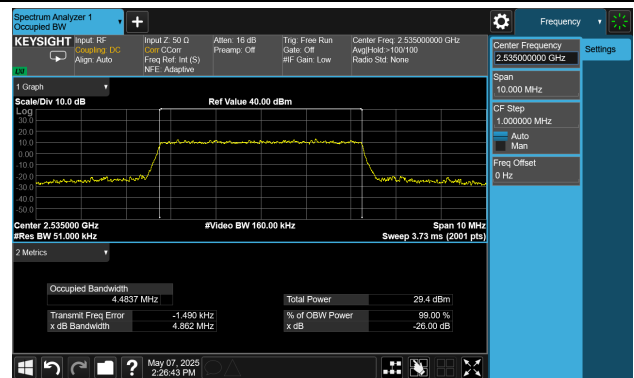 Spectrum Analyzer 1
Occupied BW
Frequency
KEYSIGHT
Input: RF
Coupling: DC
Align: Auto
Input Z: 50 Ω
Corr CCorr
Freq Ref: Int (S)
NFE: Adaptive
Atten: 16 dB
Preamp: Off
Trig: Free Run
Gate: Off
#IF Gain: Low
Center Freq: 2.535000000 GHz
Avg|Hold:>100/100
Radio Std: None
Center Frequency
2.535000000 GHz
Settings
Span
10.000 MHz
CF Step
1.000000 MHz
Auto
Man
Freq Offset
0 Hz
1 Graph
Scale/Div 10.0 dB
Ref Value 40.00 dBm
Log
30.0
20.0
10.0
0.00
-10.0
-20.0
-30.0
-40.0
-50.0
Center 2.535000 GHz
#Video BW 160.00 kHz
Span 10 MHz
#Res BW 51.000 kHz
Sweep 3.73 ms (2001 pts)
2 Metrics
Occupied Bandwidth
4.4837 MHz
Total Power
29.4 dBm
Transmit Freq Error
-1.490 kHz
% of OBW Power
99.00 %
x dB Bandwidth
4.862 MHz
x dB
-26.00 dB
?
May 07, 2025
2:26:43 PM